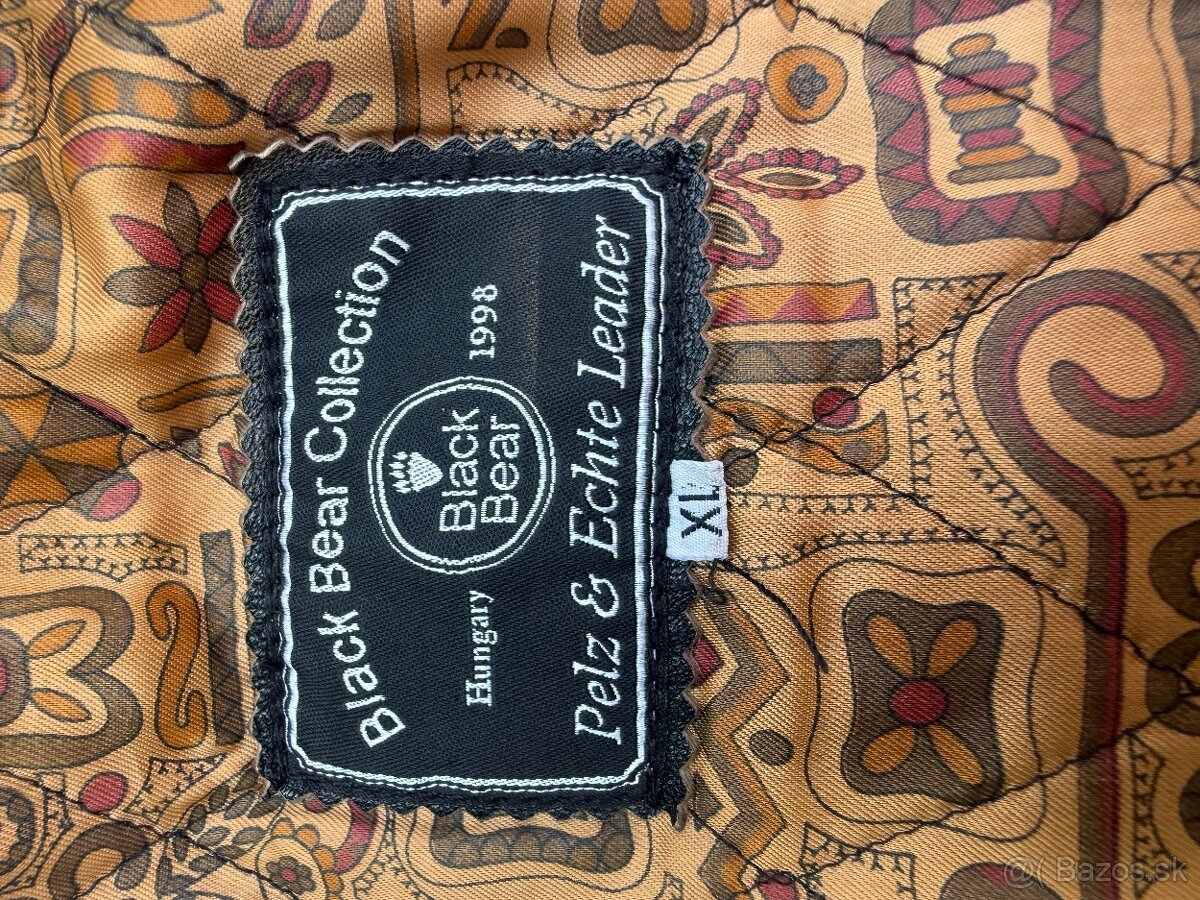 Black Bear Collection
Hungary
Black
Bear
1998
Pelz & Echte Leader
XL
@( Bazos.sk